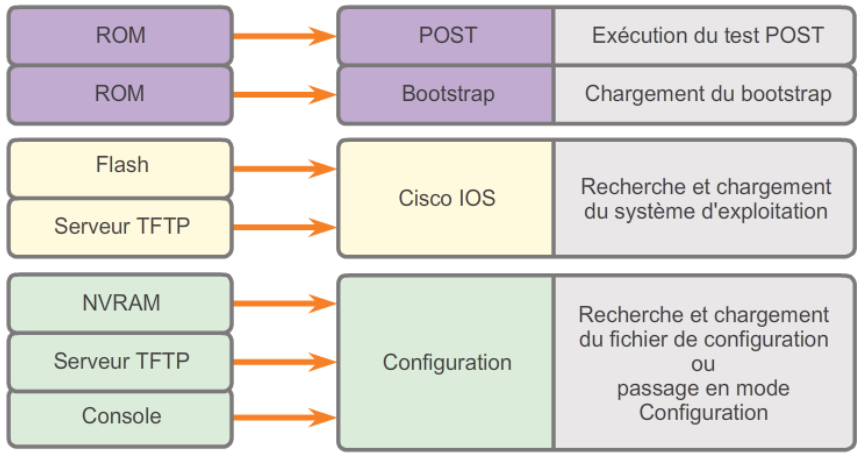 ROM
POST
Exécution du test POST
ROM
Bootstrap
Chargement du bootstrap
Flash
Serveur TFTP
Cisco IOS
Recherche et chargement
du système d'exploitation
NVRAM
Serveur TFTP
Console
Configuration
Recherche et chargement
du fichier de configuration
ou
passage en mode
Configuration